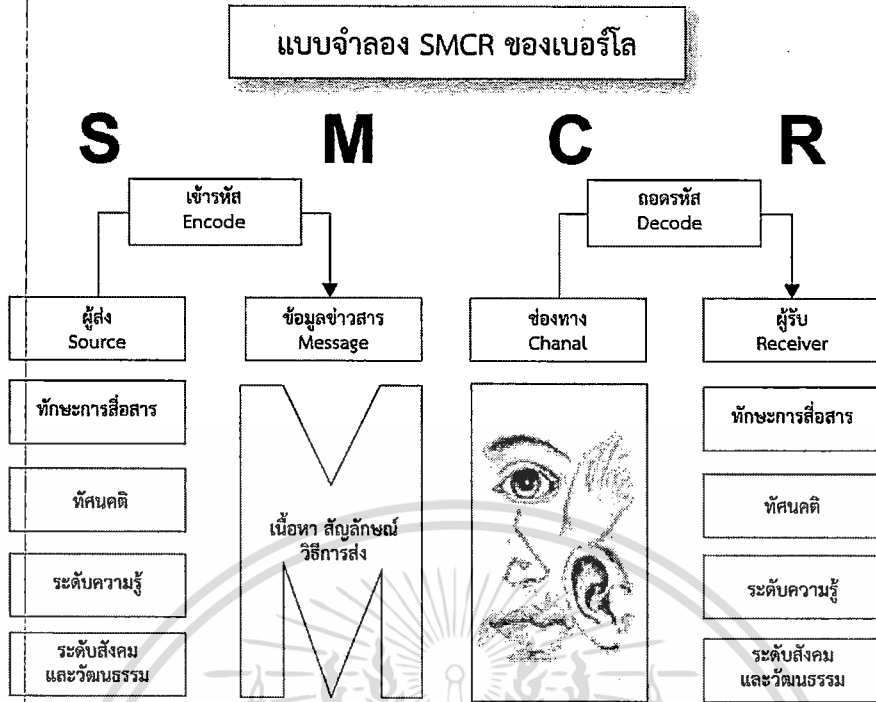 แบบจำลอง SMCR ของเบอร์โล
S M C R
เข้ารหัส
Encode
ถอดรหัส
Decode
ผู้ส่ง
Source
ข้อมูลข่าวสาร
Message
ช่องทาง
Chanal
ผู้รับ
Receiver
ทักษะการสื่อสาร
ทัศนคติ
ระดับความรู้
ระดับสังคม
และวัฒนธรรม
เนื้อหา สัญลักษณ์
วิธีการส่ง
ทักษะการสื่อสาร
ทัศนคติ
ระดับความรู้
ระดับสังคม
และวัฒนธรรม